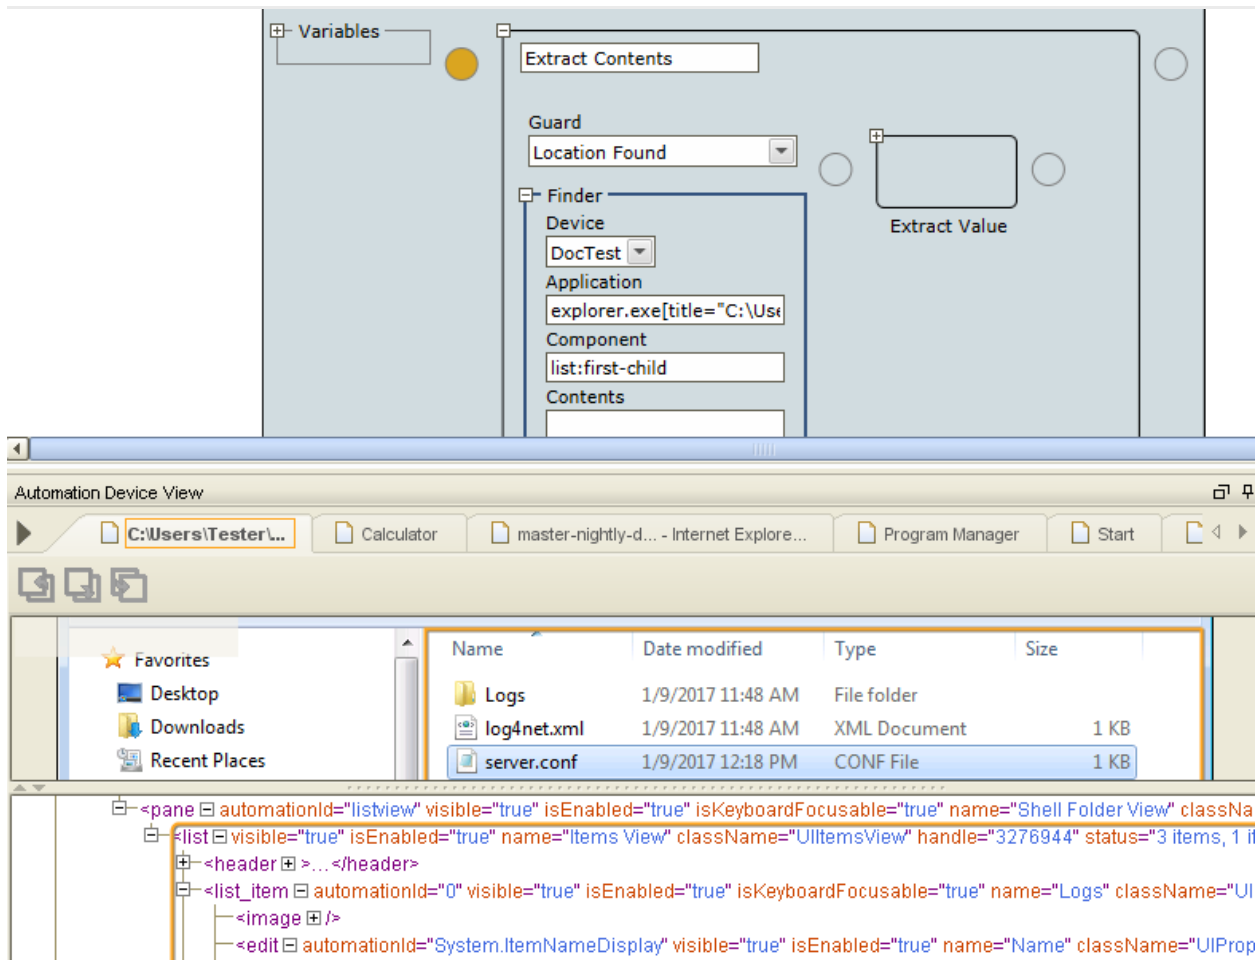 Variables
Extract Contents
Guard
Location Found
Finder
Device
DocTest
Application
explorer.exe[title="C:\Use
Component
list:first-child
Contents
Extract Value
Automation Device View
C:\Users\Tester\...
Calculator
master-nightly-d... - Internet Explore...
Program Manager
Start
Favorites
Desktop
Downloads
Recent Places
Name Date modified Type Size
Logs 1/9/2017 11:48 AM File folder
log4net.xml 1/9/2017 11:48 AM XML Document 1 KB
server.conf 1/9/2017 12:18 PM CONF File 1 KB
<pane automationId="listview" visible="true" isEnabled="true" isKeyboardFocusable="true" name="Shell Folder View" classNa
<list visible="true" isEnabled="true" name="Items View" className="UIItemsView" handle="3276944" status="3 items, 1 it
<header >...</header>
<list_item automationId="0" visible="true" isEnabled="true" isKeyboardFocusable="true" name="Logs" className="UI
<image />
<edit automationId="System.ItemNameDisplay" visible="true" isEnabled="true" name="Name" className="UIProp